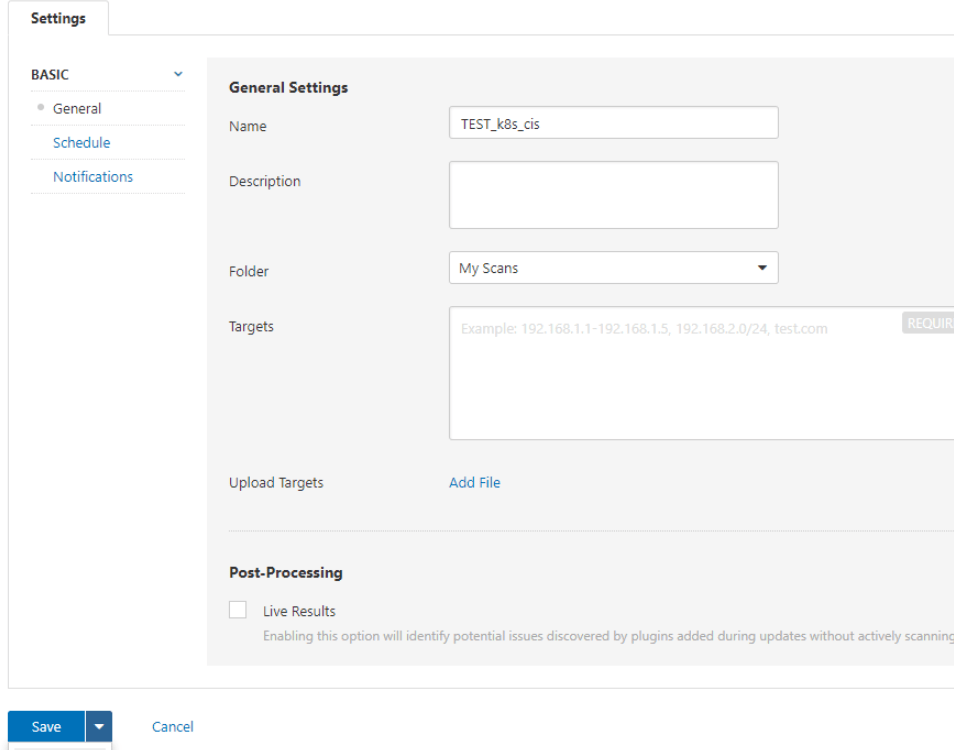 Settings
BASIC
General
Schedule
Notifications
General Settings
Name
TEST_k8s_cis
Description
Folder
My Scans
Targets
Example: 192.168.1.1-192.168.1.5, 192.168.2.0/24, test.com
REQUIR
Upload Targets
Add File
Post-Processing
Live Results
Enabling this option will identify potential issues discovered by plugins added during updates without actively scanning
Save
Cancel